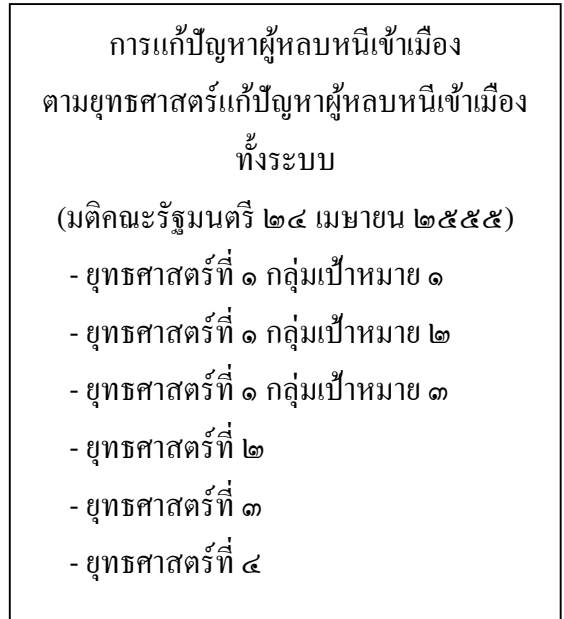 การแก้ปัญหาผู้หลบหนีเข้าเมือง
ตามยุทธศาสตร์แก้ปัญหาผู้หลบหนีเข้าเมือง
ทั้งระบบ
(มติคณะรัฐมนตรี ๒๔ เมษายน ๒๕๕๕)
- ยุทธศาสตร์ที่ ๑ กลุ่มเป้าหมาย ๑
- ยุทธศาสตร์ที่ ๑ กลุ่มเป้าหมาย ๒
- ยุทธศาสตร์ที่ ๑ กลุ่มเป้าหมาย ๓
- ยุทธศาสตร์ที่ ๒
- ยุทธศาสตร์ที่ ๓
- ยุทธศาสตร์ที่ ๔